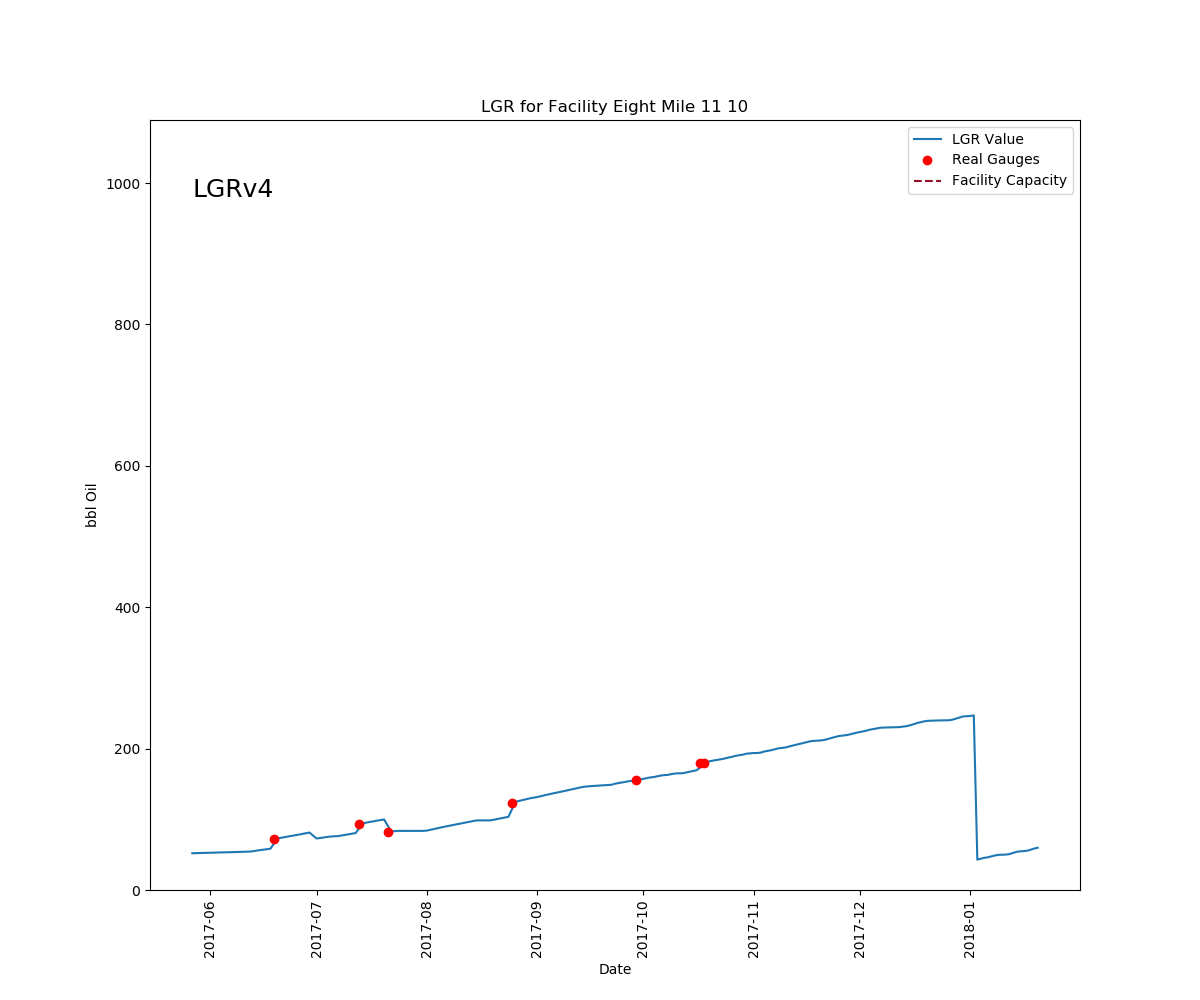 LGR for Facility Eight Mile 11 10
LGRv4
LGR Value
Real Gauges
Facility Capacity
bbl Oil
1000
800
600
400
200
0
2017-06
2017-07
2017-08
2017-09
2017-10
2017-11
2017-12
2018-01
Date